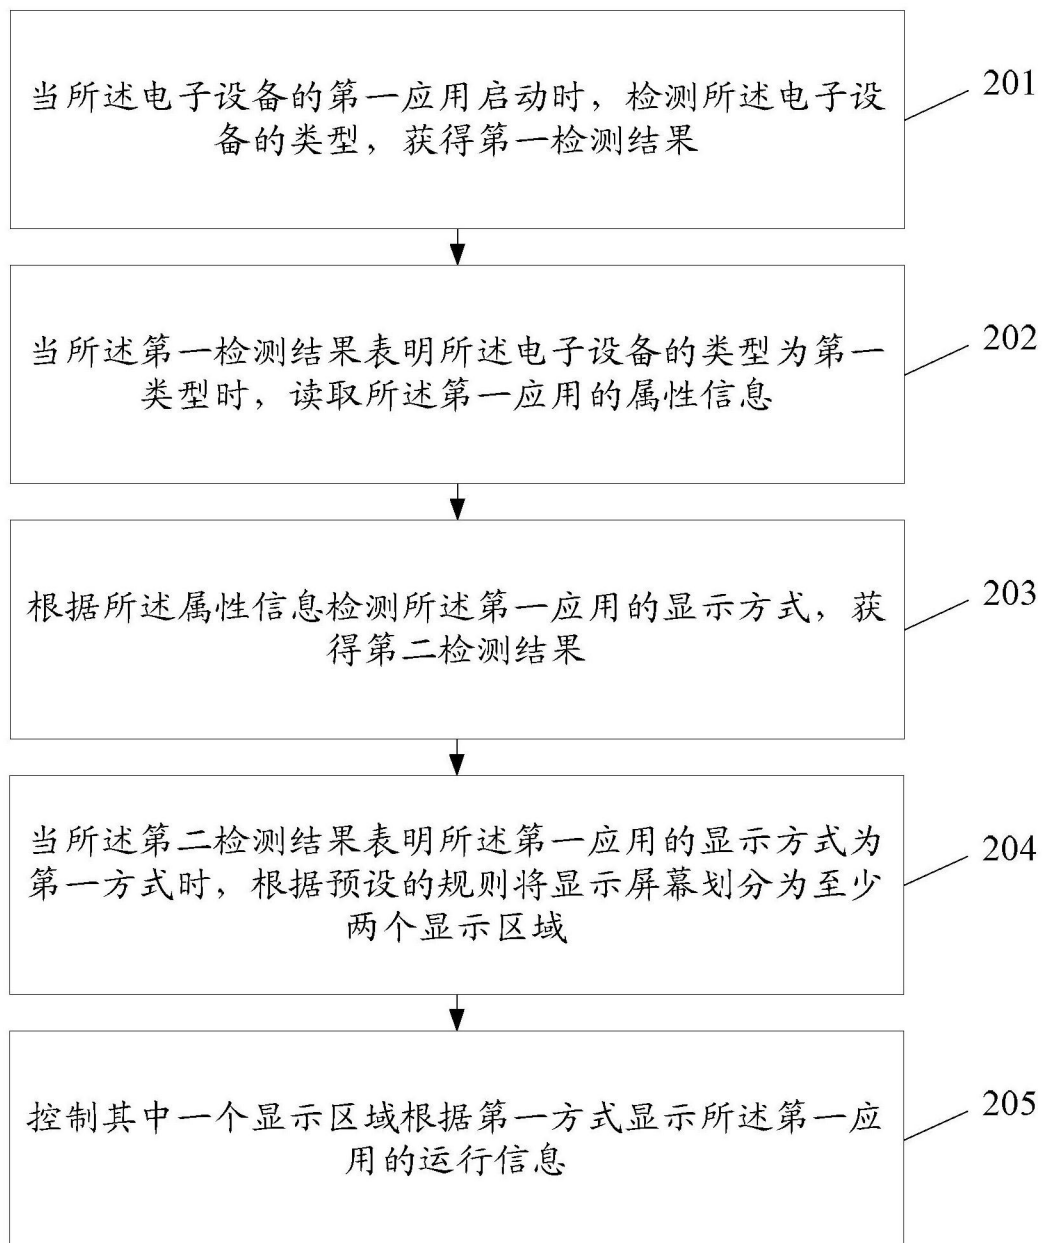 当所述电子设备的第一应用启动时，检测所述电子设
备的类型，获得第一检测结果
201
当所述第一检测结果表明所述电子设备的类型为第一
类型时，读取所述第一应用的属性信息
202
根据所述属性信息检测所述第一应用的显示方式，获
得第二检测结果
203
当所述第二检测结果表明所述第一应用的显示方式为
第一方式时，根据预设的规则将显示屏幕划分为至少
两个显示区域
204
控制其中一个显示区域根据第一方式显示所述第一应
用的运行信息
205